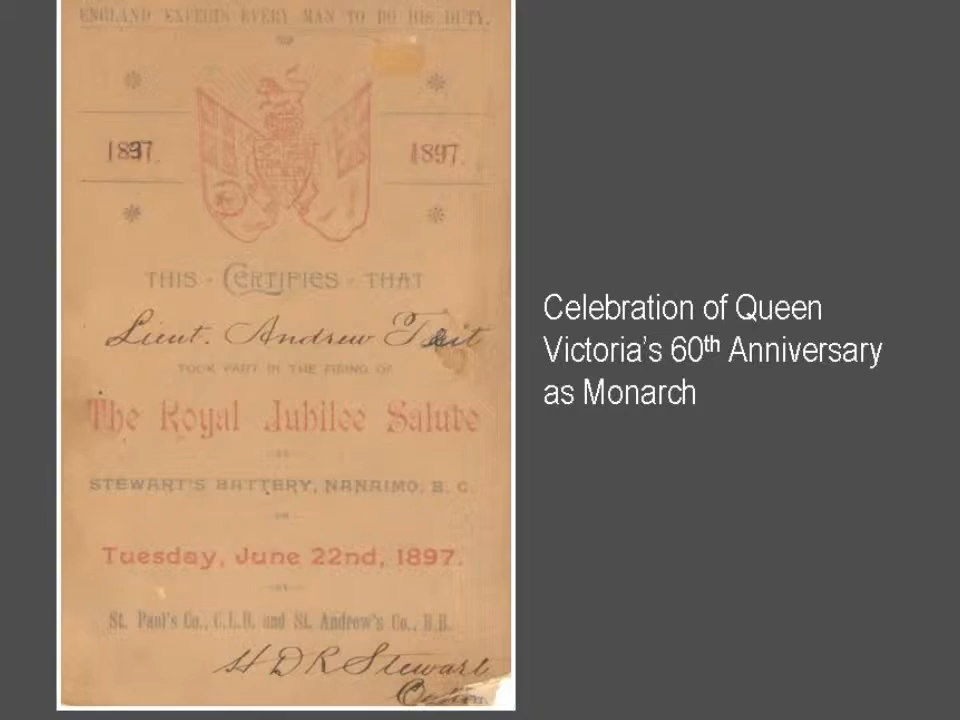 ENGLAND EXPECTS EVERY MAN TO DO HIS DUTY.
1897. 1897.
THIS · CERTIFIES · THAT
Lieut. Andrew Tait
TOOK PART IN THE FIRING OF
The Royal Jubilee Salute
STEWART'S BATTERY, NANAIMO, B. C.
Tuesday, June 22nd, 1897.
St. Paul's Co., C.L.B. and St. Andrew's Co., B.B.
H D R Stewart
Celebration of Queen
Victoria's 60th Anniversary
as Monarch